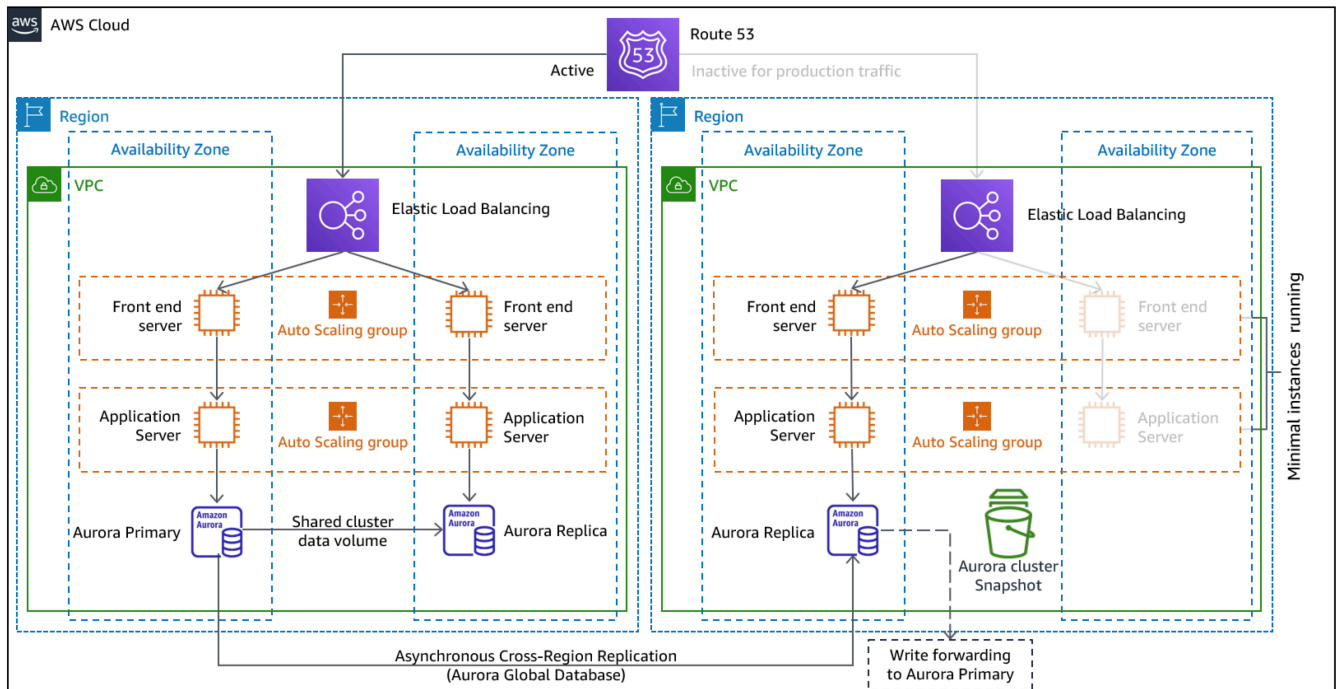 aws
AWS Cloud
53
Route 53
Active
Inactive for production traffic
Region
Availability Zone
Availability Zone
VPC
Elastic Load Balancing
Front end
server
Auto Scaling group
Front end
server
Application
Server
Auto Scaling group
Application
Server
Aurora Primary
Amazon
Aurora
Shared cluster
data volume
Amazon
Aurora
Aurora Replica
Region
Availability Zone
Availability Zone
VPC
Elastic Load Balancing
Front end
server
Auto Scaling group
Front end
server
Application
Server
Auto Scaling group
Application
Server
Minimal instances running
Aurora Replica
Amazon
Aurora
Aurora cluster
Snapshot
Asynchronous Cross-Region Replication
(Aurora Global Database)
Write forwarding
to Aurora Primary